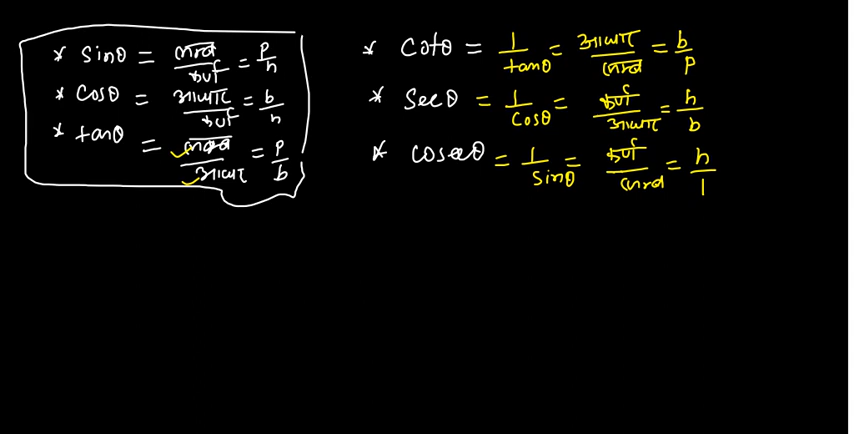 * sinθ = लम्ब/कर्ण = p/h
* cosθ = आधार/कर्ण = b/h
* tanθ = लम्ब/आधार = p/b
* cotθ = 1/tanθ = आधार/लम्ब = b/p
* secθ = 1/cosθ = कर्ण/आधार = h/b
* cosecθ = 1/sinθ = कर्ण/लम्ब = h/1